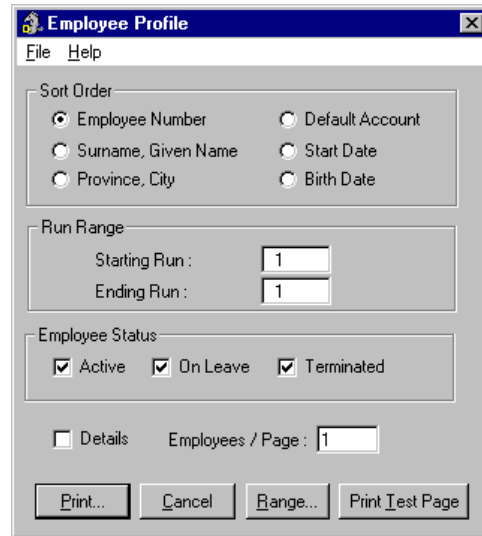 Employee Profile
File Help
Sort Order
Employee Number Default Account
Surname, Given Name Start Date
Province, City Birth Date
Run Range
Starting Run : 1
Ending Run : 1
Employee Status
Active On Leave Terminated
Details Employees / Page : 1
Print... Cancel Range... Print Test Page